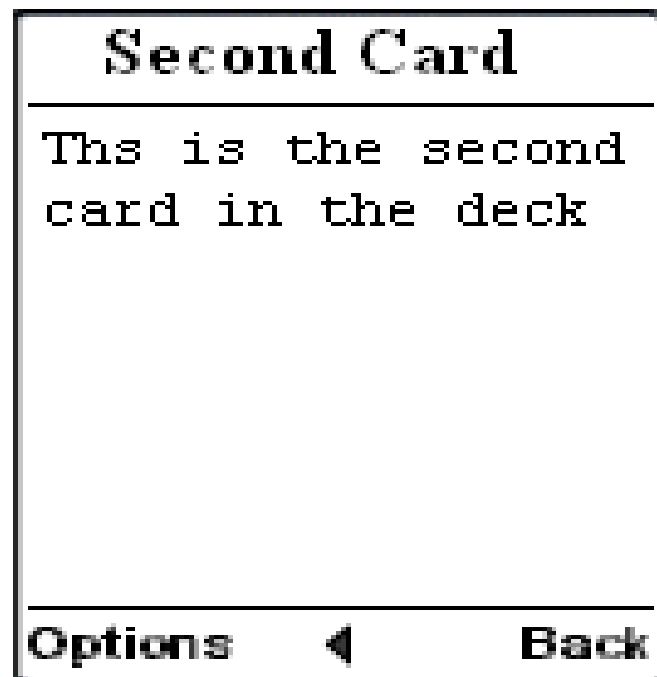 Second Card
Ths is the second
card in the deck
Options Back